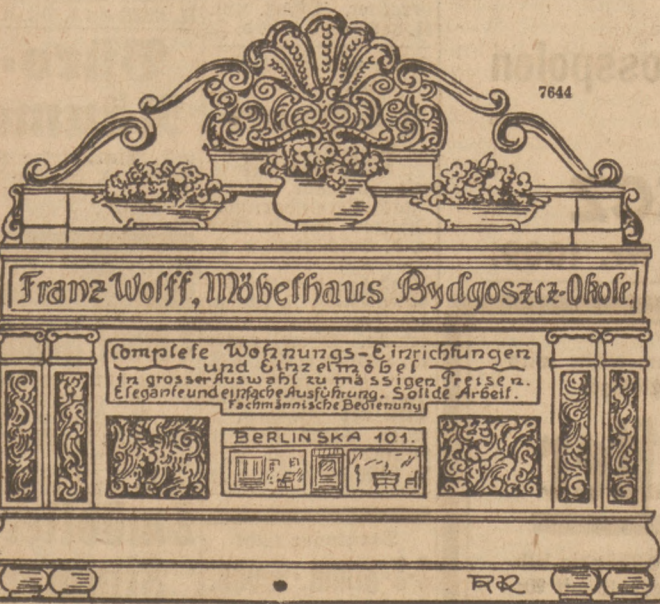 7644
Franz Wolff, Möbelhaus Bydgoszcz-Okole.
Complete Wohnungs-Einrichtungen
und Einzelmöbel
in grosser Auswahl zu mässigen Preisen.
Elegante und einfache Ausführung. Solide Arbeit.
Fachmännische Bedienung
BERLINSKA 101.
RR